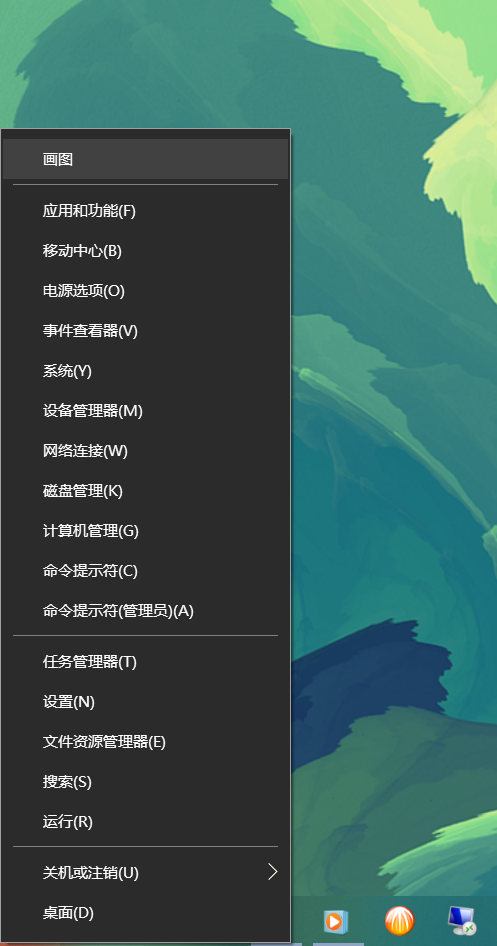 画图
应用和功能(F)
移动中心(B)
电源选项(O)
事件查看器(V)
系统(Y)
设备管理器(M)
网络连接(W)
磁盘管理(K)
计算机管理(G)
命令提示符(C)
命令提示符(管理员)(A)
任务管理器(T)
设置(N)
文件资源管理器(E)
搜索(S)
运行(R)
关机或注销(U)
桌面(D)